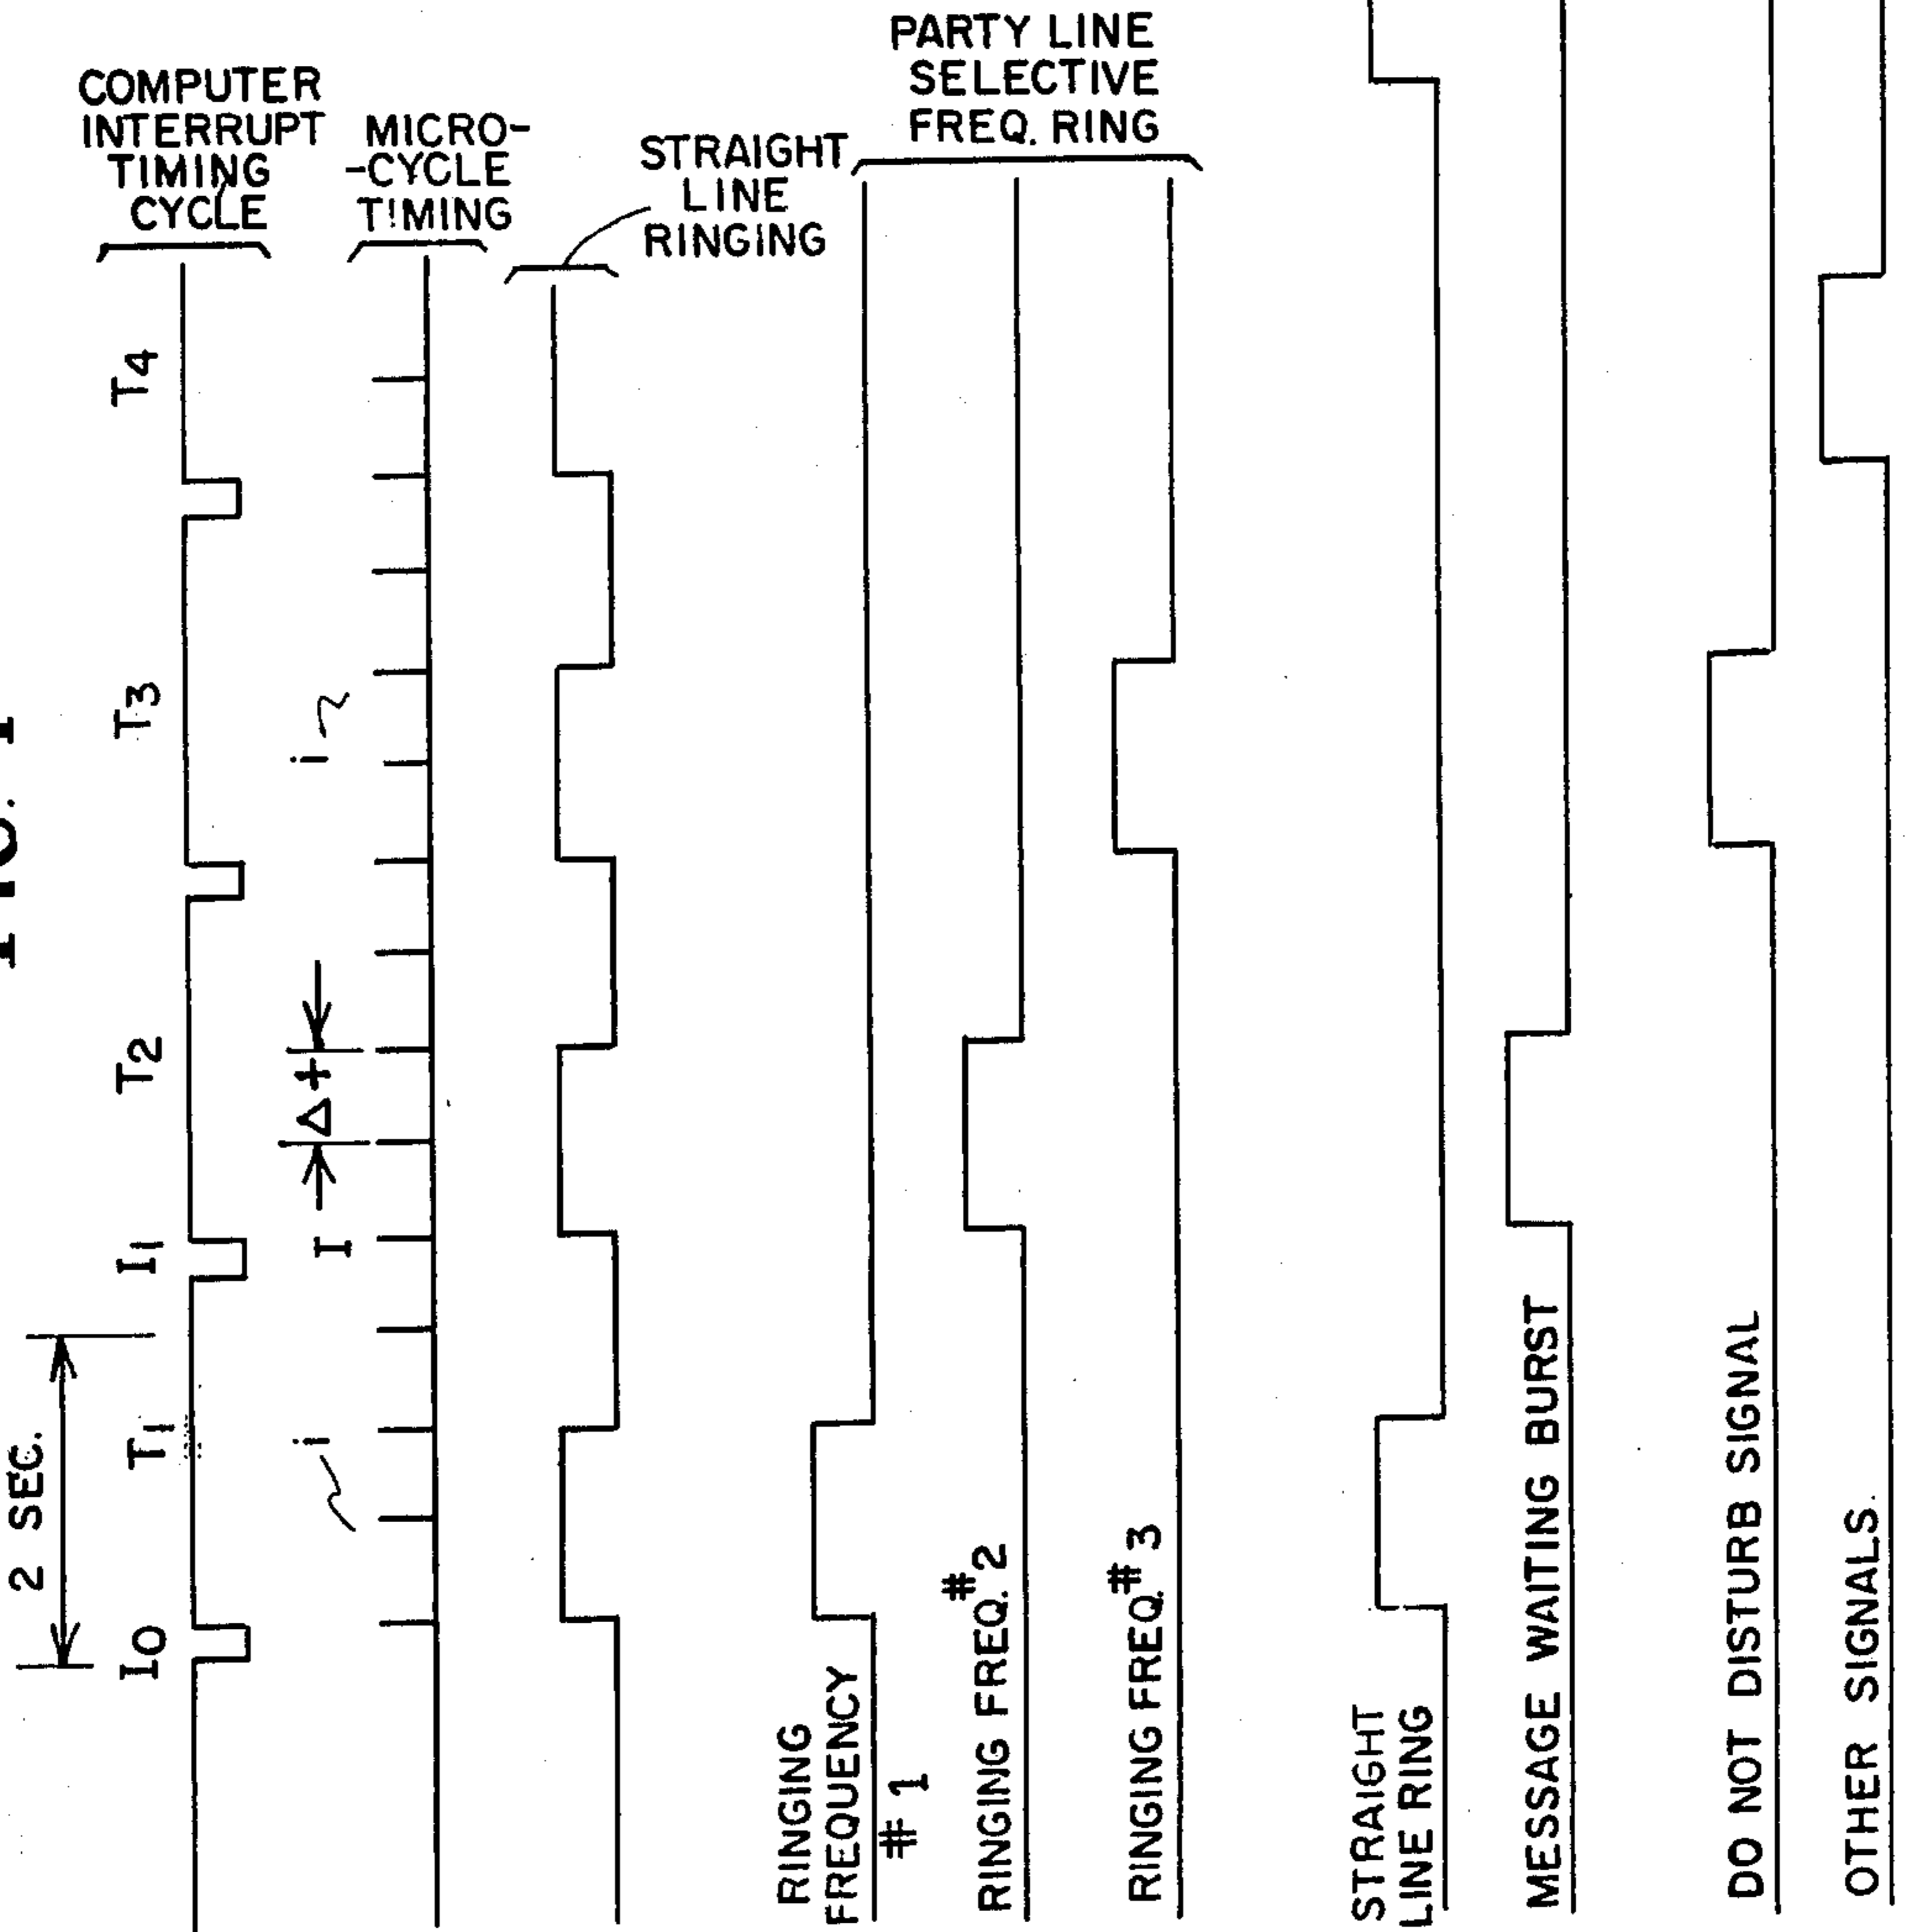 COMPUTER
INTERRUPT
TIMING
CYCLE
MICRO-
-CYCLE
TIMING
STRAIGHT
LINE
RINGING
PARTY LINE
SELECTIVE
FREQ. RING
2 SEC.
I0
T1
I1
T2
T3
T4
i
I
Δt
i
RINGING
FREQUENCY
# 1
RINGING FREQ. #2
RINGING FREQ. #3
STRAIGHT
LINE RING
MESSAGE WAITING BURST
DO NOT DISTURB SIGNAL
OTHER SIGNALS.